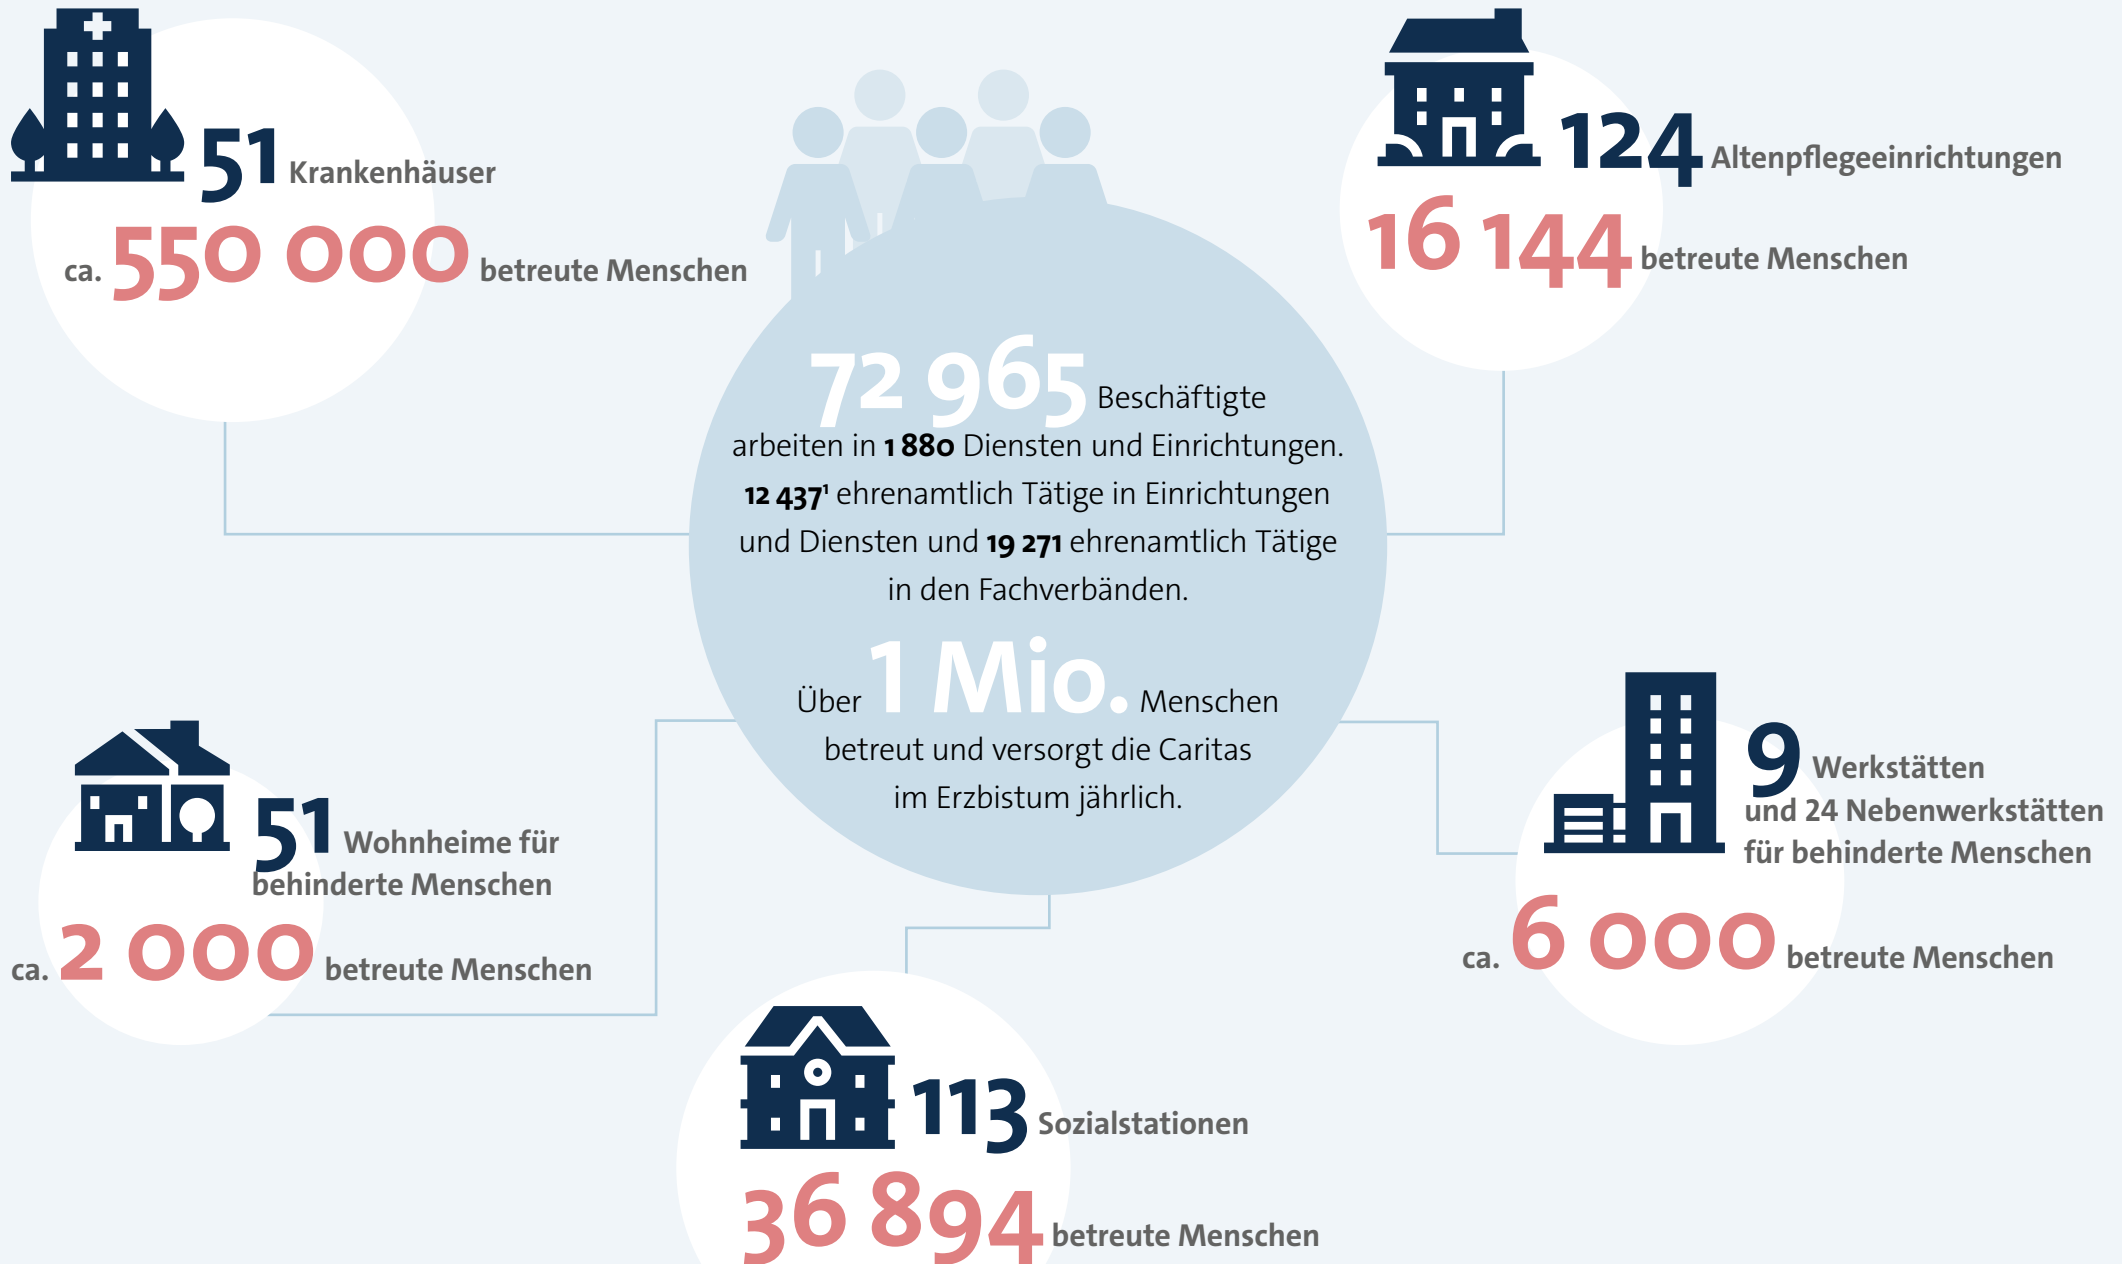 51 Krankenhäuser
ca. 550 000 betreute Menschen
124 Altenpflegeeinrichtungen
16 144 betreute Menschen
72 965 Beschäftigte
arbeiten in 1 880 Diensten und Einrichtungen.
12 437¹ ehrenamtlich Tätige in Einrichtungen
und Diensten und 19 271 ehrenamtlich Tätige
in den Fachverbänden.
Über 1 Mio. Menschen
betreut und versorgt die Caritas
im Erzbistum jährlich.
51 Wohnheime für
behinderte Menschen
ca. 2 000 betreute Menschen
9 Werkstätten
und 24 Nebenwerkstätten
für behinderte Menschen
ca. 6 000 betreute Menschen
113 Sozialstationen
36 894 betreute Menschen